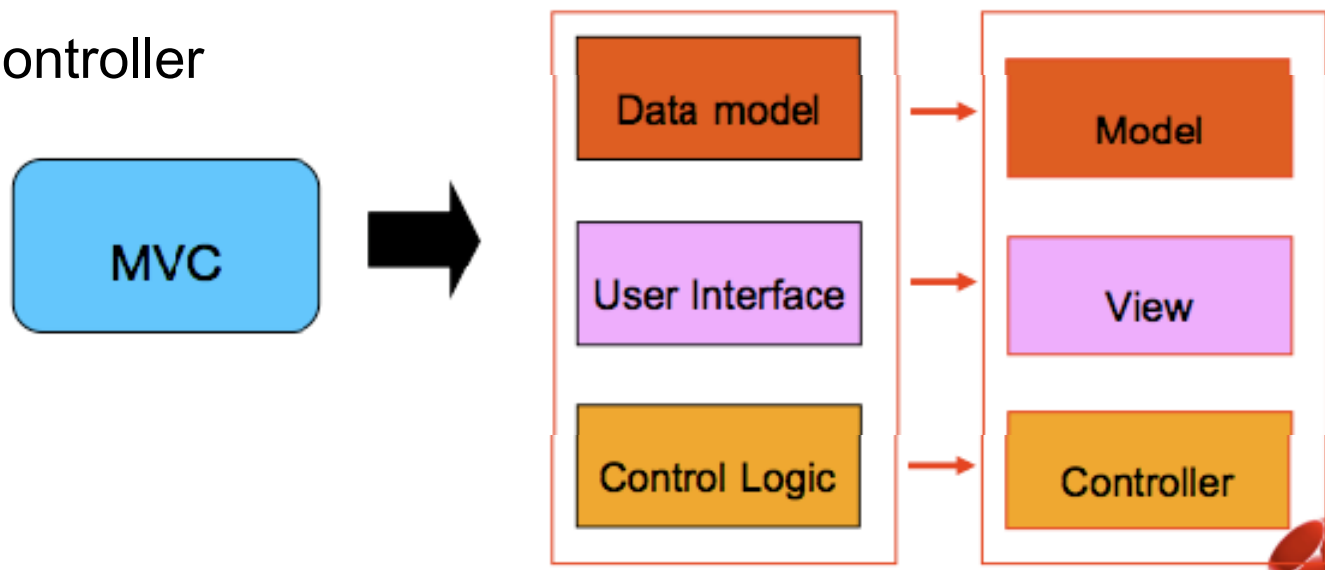 ontroller
MVC
Data model
User Interface
Control Logic
Model
View
Controller